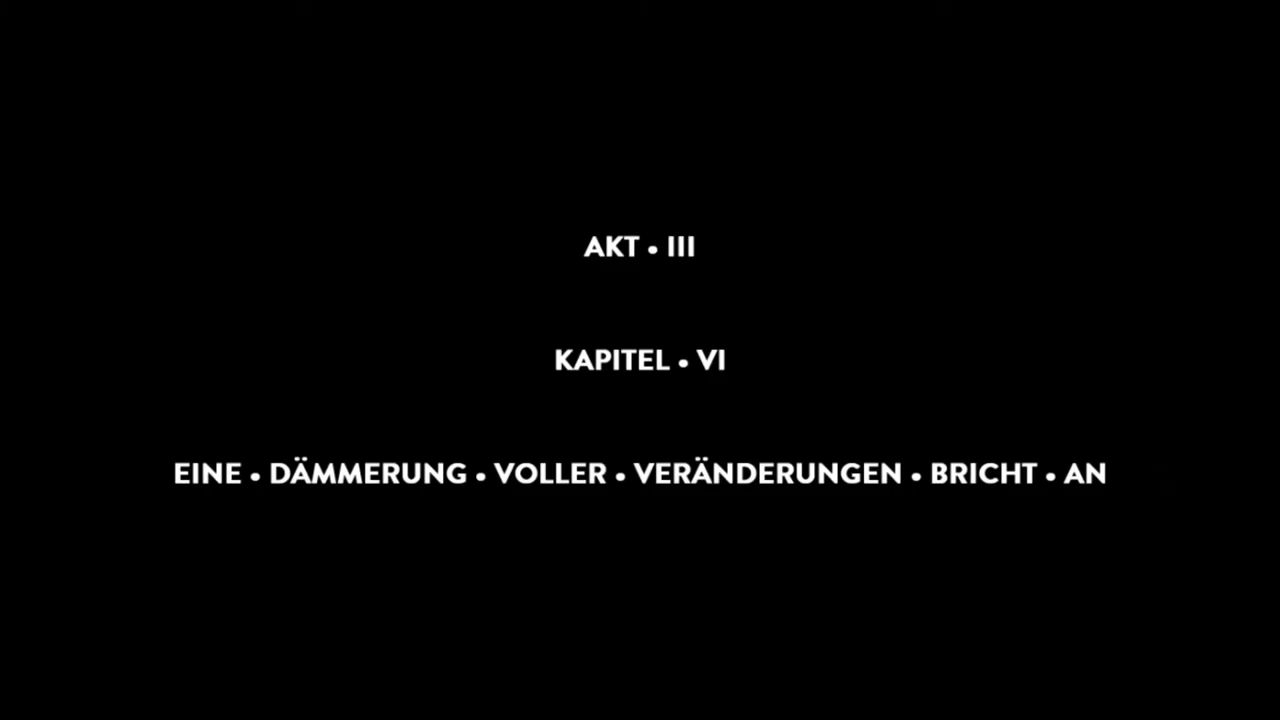 AKT • III
KAPITEL • VI
EINE • DÄMMERUNG • VOLLER • VERÄNDERUNGEN • BRICHT • AN